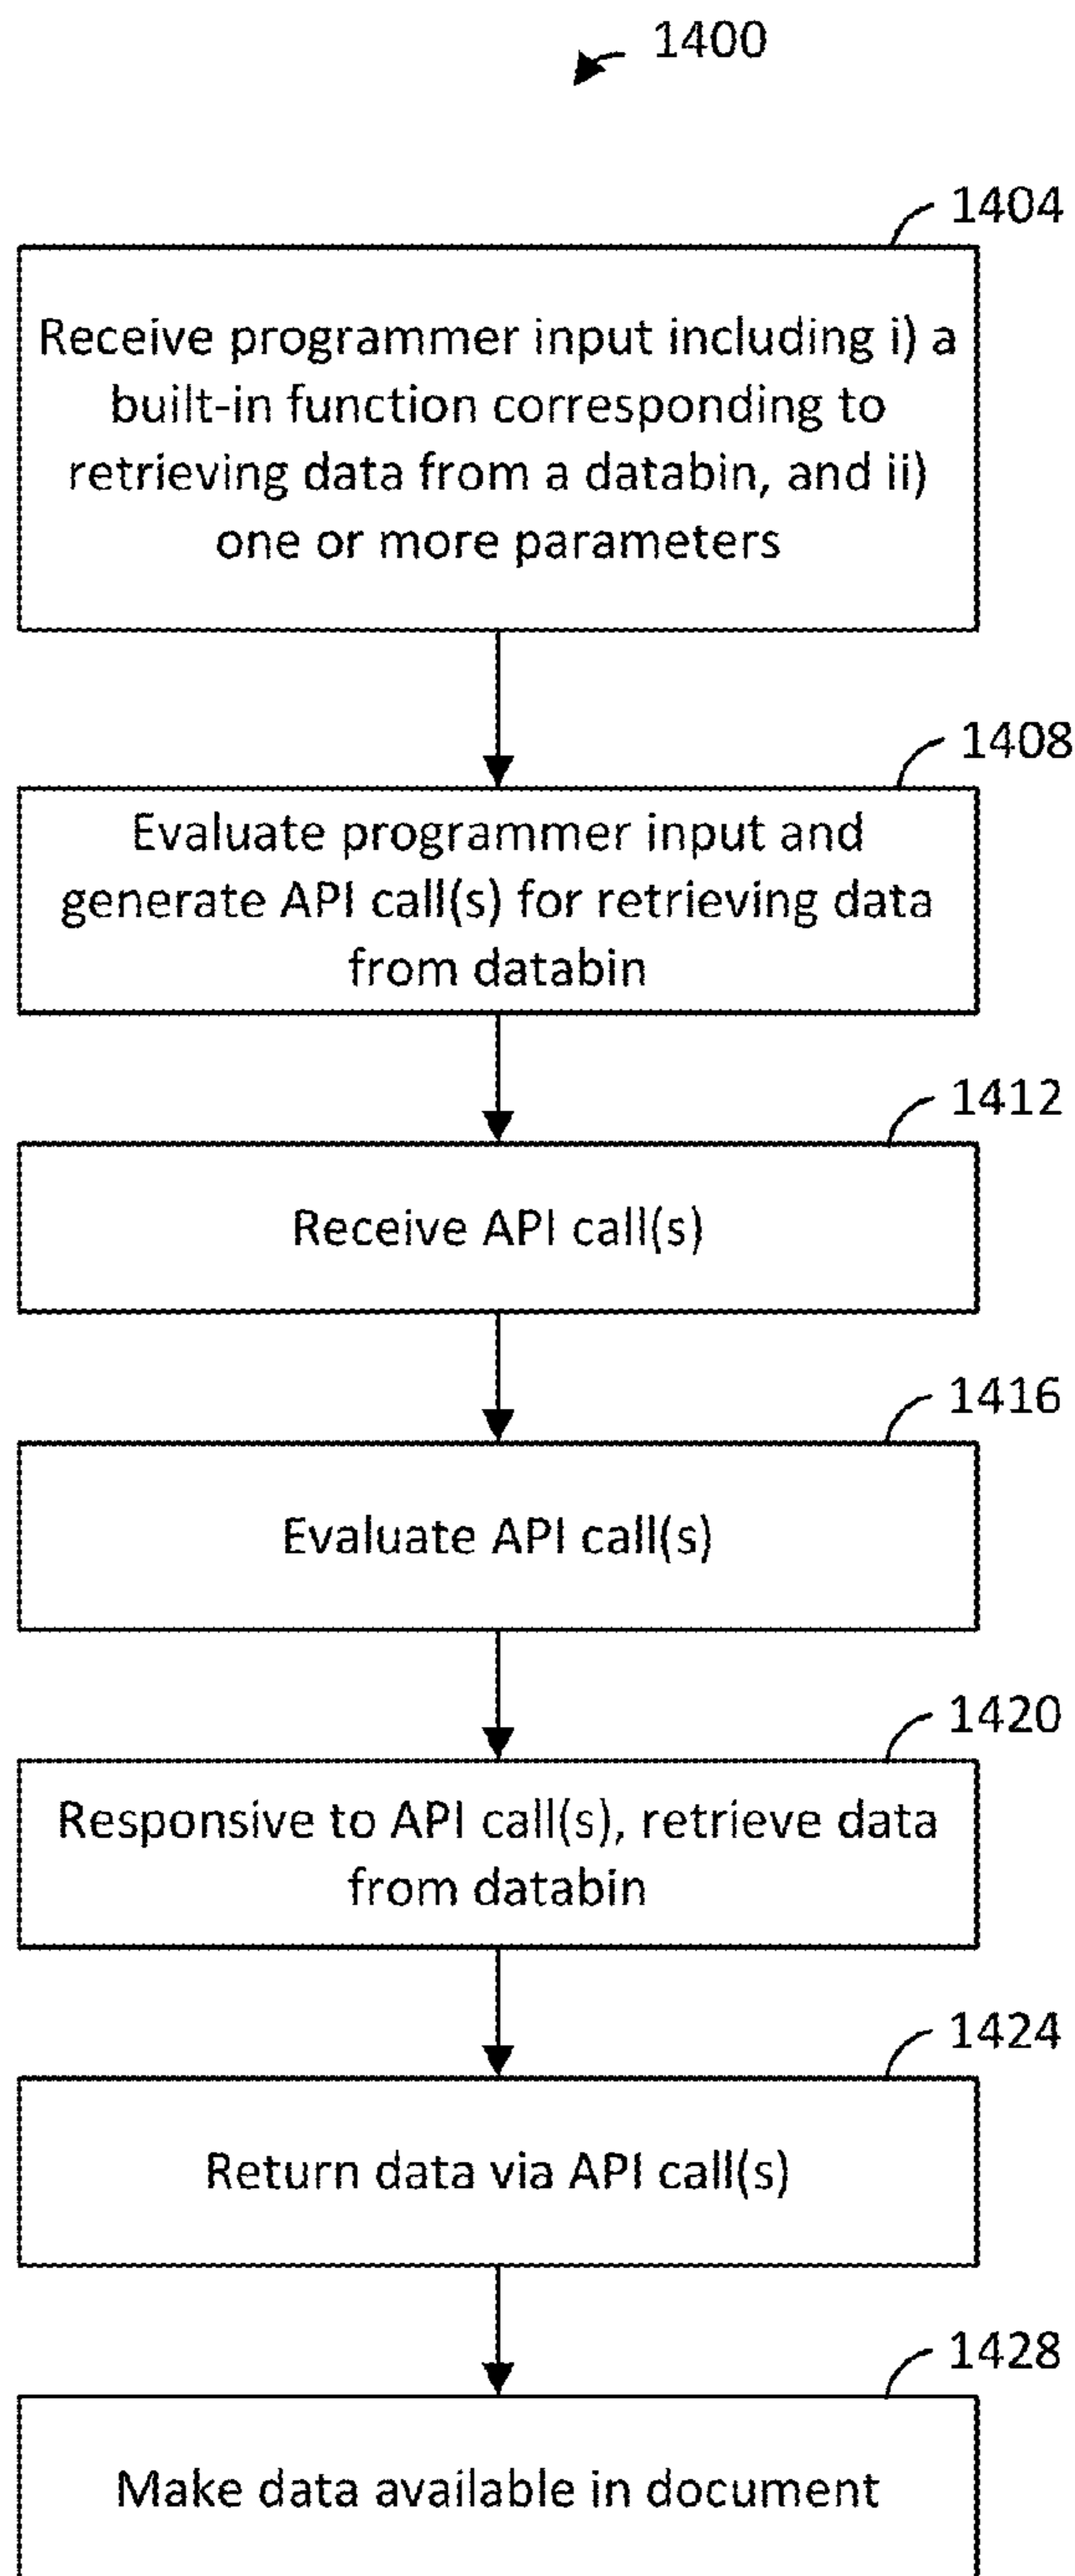 1400
1404
Receive programmer input including i) a
built-in function corresponding to
retrieving data from a databin, and ii)
one or more parameters
1408
Evaluate programmer input and
generate API call(s) for retrieving data
from databin
1412
Receive API call(s)
1416
Evaluate API call(s)
1420
Responsive to API call(s), retrieve data
from databin
1424
Return data via API call(s)
1428
Make data available in document